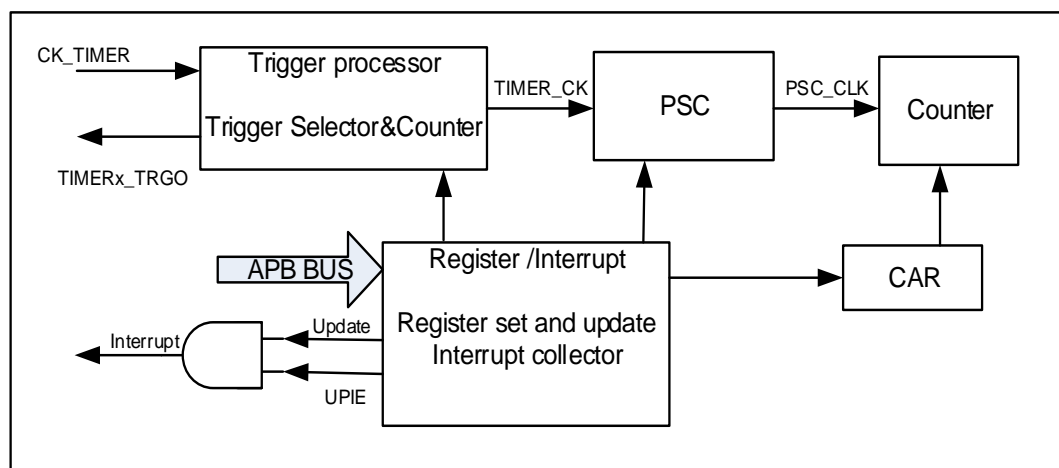 CK_TIMER
Trigger processor
TIMER_CK
PSC
PSC_CLK
Counter
Trigger Selector&Counter
TIMERx_TRGO
APB BUS
Register /Interrupt
CAR
Register set and update
Interrupt collector
Update
Interrupt
UPIE